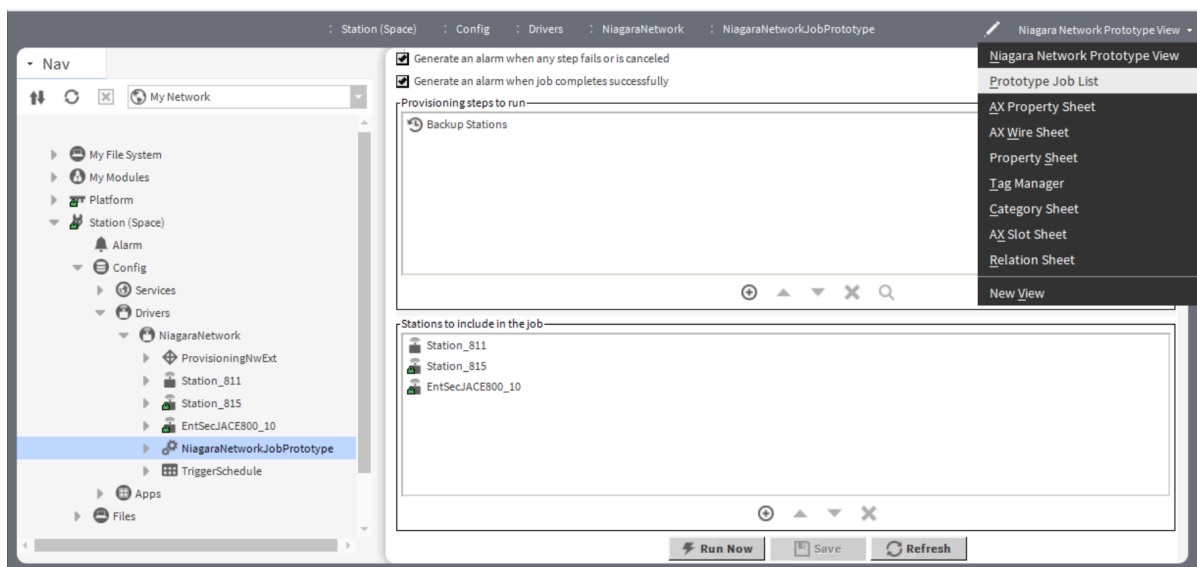 : Station (Space) : Config : Drivers : NiagaraNetwork : NiagaraNetworkJobPrototype Niagara Network Prototype View
Nav
My Network
My File System
My Modules
Platform
Station (Space)
Alarm
Config
Services
Drivers
NiagaraNetwork
ProvisioningNwExt
Station_811
Station_815
EntSecJACE800_10
NiagaraNetworkJobPrototype
TriggerSchedule
Apps
Files
Generate an alarm when any step fails or is canceled
Generate an alarm when job completes successfully
Provisioning steps to run
Backup Stations
Stations to include in the job
Station_811
Station_815
EntSecJACE800_10
Run Now Save Refresh
Niagara Network Prototype View
Prototype Job List
AX Property Sheet
AX Wire Sheet
Property Sheet
Tag Manager
Category Sheet
AX Slot Sheet
Relation Sheet
New View